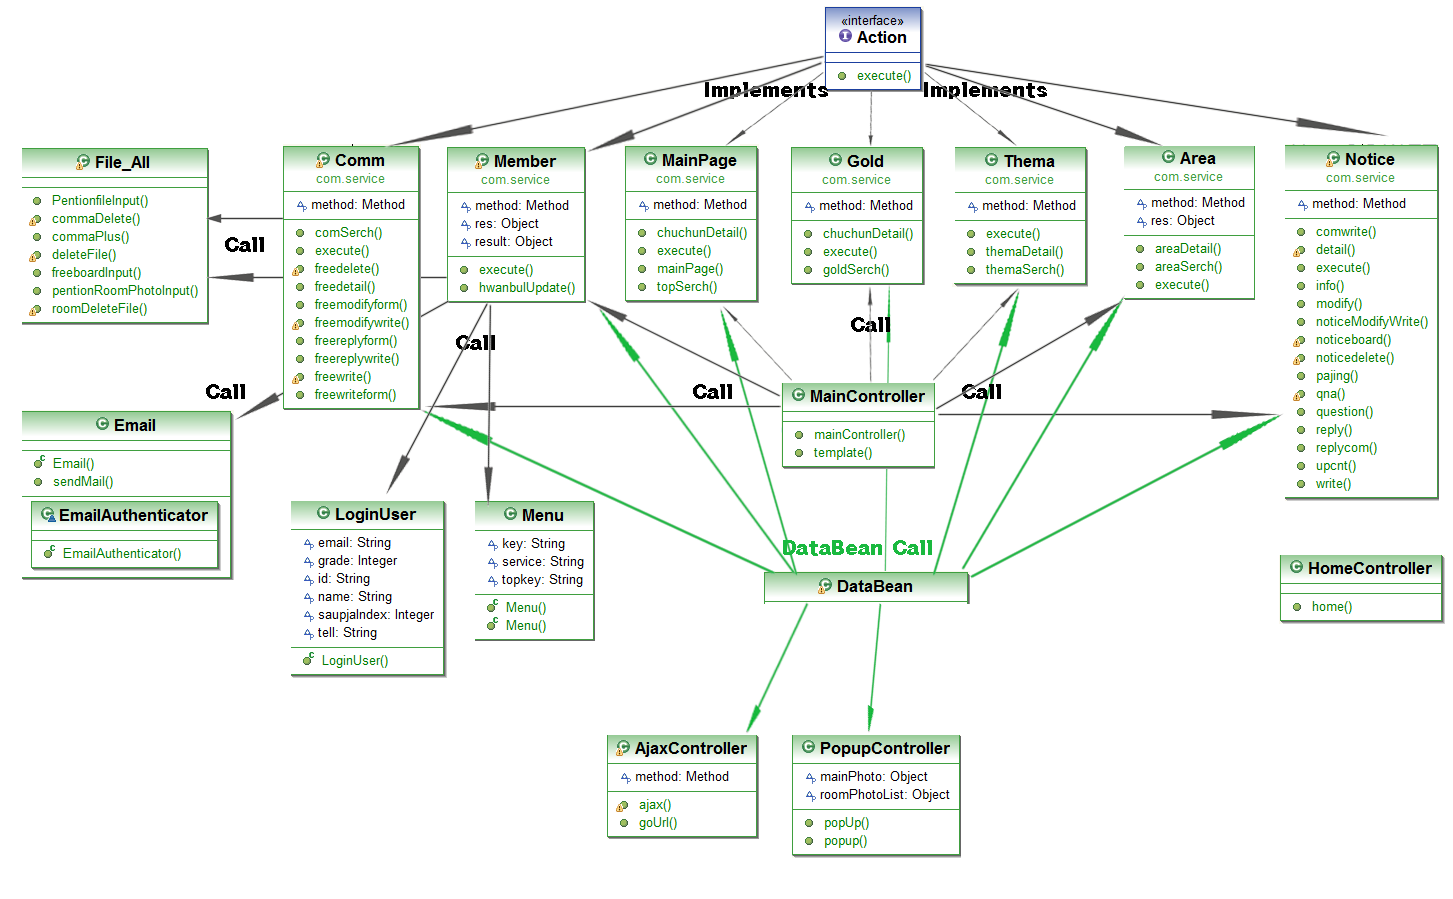 «interface»
Action
execute()
Implements
Implements
File_All
PentionfileInput()
commaDelete()
commaPlus()
deleteFile()
freeboardInput()
pentionRoomPhotoInput()
roomDeleteFile()
Comm
com.service
method: Method
comSerch()
execute()
freedelete()
freedetail()
freemodifyform()
freemodifywrite()
freereplyform()
freereplywrite()
freewrite()
freewriteform()
Member
com.service
method: Method
res: Object
result: Object
execute()
hwanbulUpdate()
MainPage
com.service
method: Method
chuchunDetail()
execute()
mainPage()
topSerch()
Gold
com.service
method: Method
chuchunDetail()
execute()
goldSerch()
Thema
com.service
method: Method
execute()
themaDetail()
themaSerch()
Area
com.service
method: Method
res: Object
areaDetail()
areaSerch()
execute()
Notice
com.service
method: Method
comwrite()
detail()
execute()
info()
modify()
noticeModifyWrite()
noticeboard()
noticedelete()
pajing()
qna()
question()
reply()
replycom()
upcnt()
write()
Call
Call
Call
Call
Call
Call
MainController
mainController()
template()
Email
Email()
sendMail()
EmailAuthenticator
EmailAuthenticator()
LoginUser
email: String
grade: Integer
id: String
name: String
saupjaIndex: Integer
tell: String
LoginUser()
Menu
key: String
service: String
topkey: String
Menu()
Menu()
DataBean Call
DataBean
HomeController
home()
AjaxController
method: Method
ajax()
goUrl()
PopupController
mainPhoto: Object
roomPhotoList: Object
popUp()
popup()